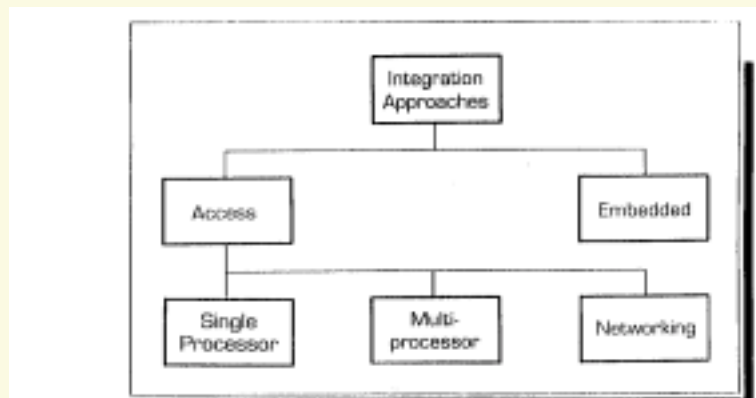 Integration
Approaches
Access
Embedded
Single
Processor
Multi-
processor
Networking